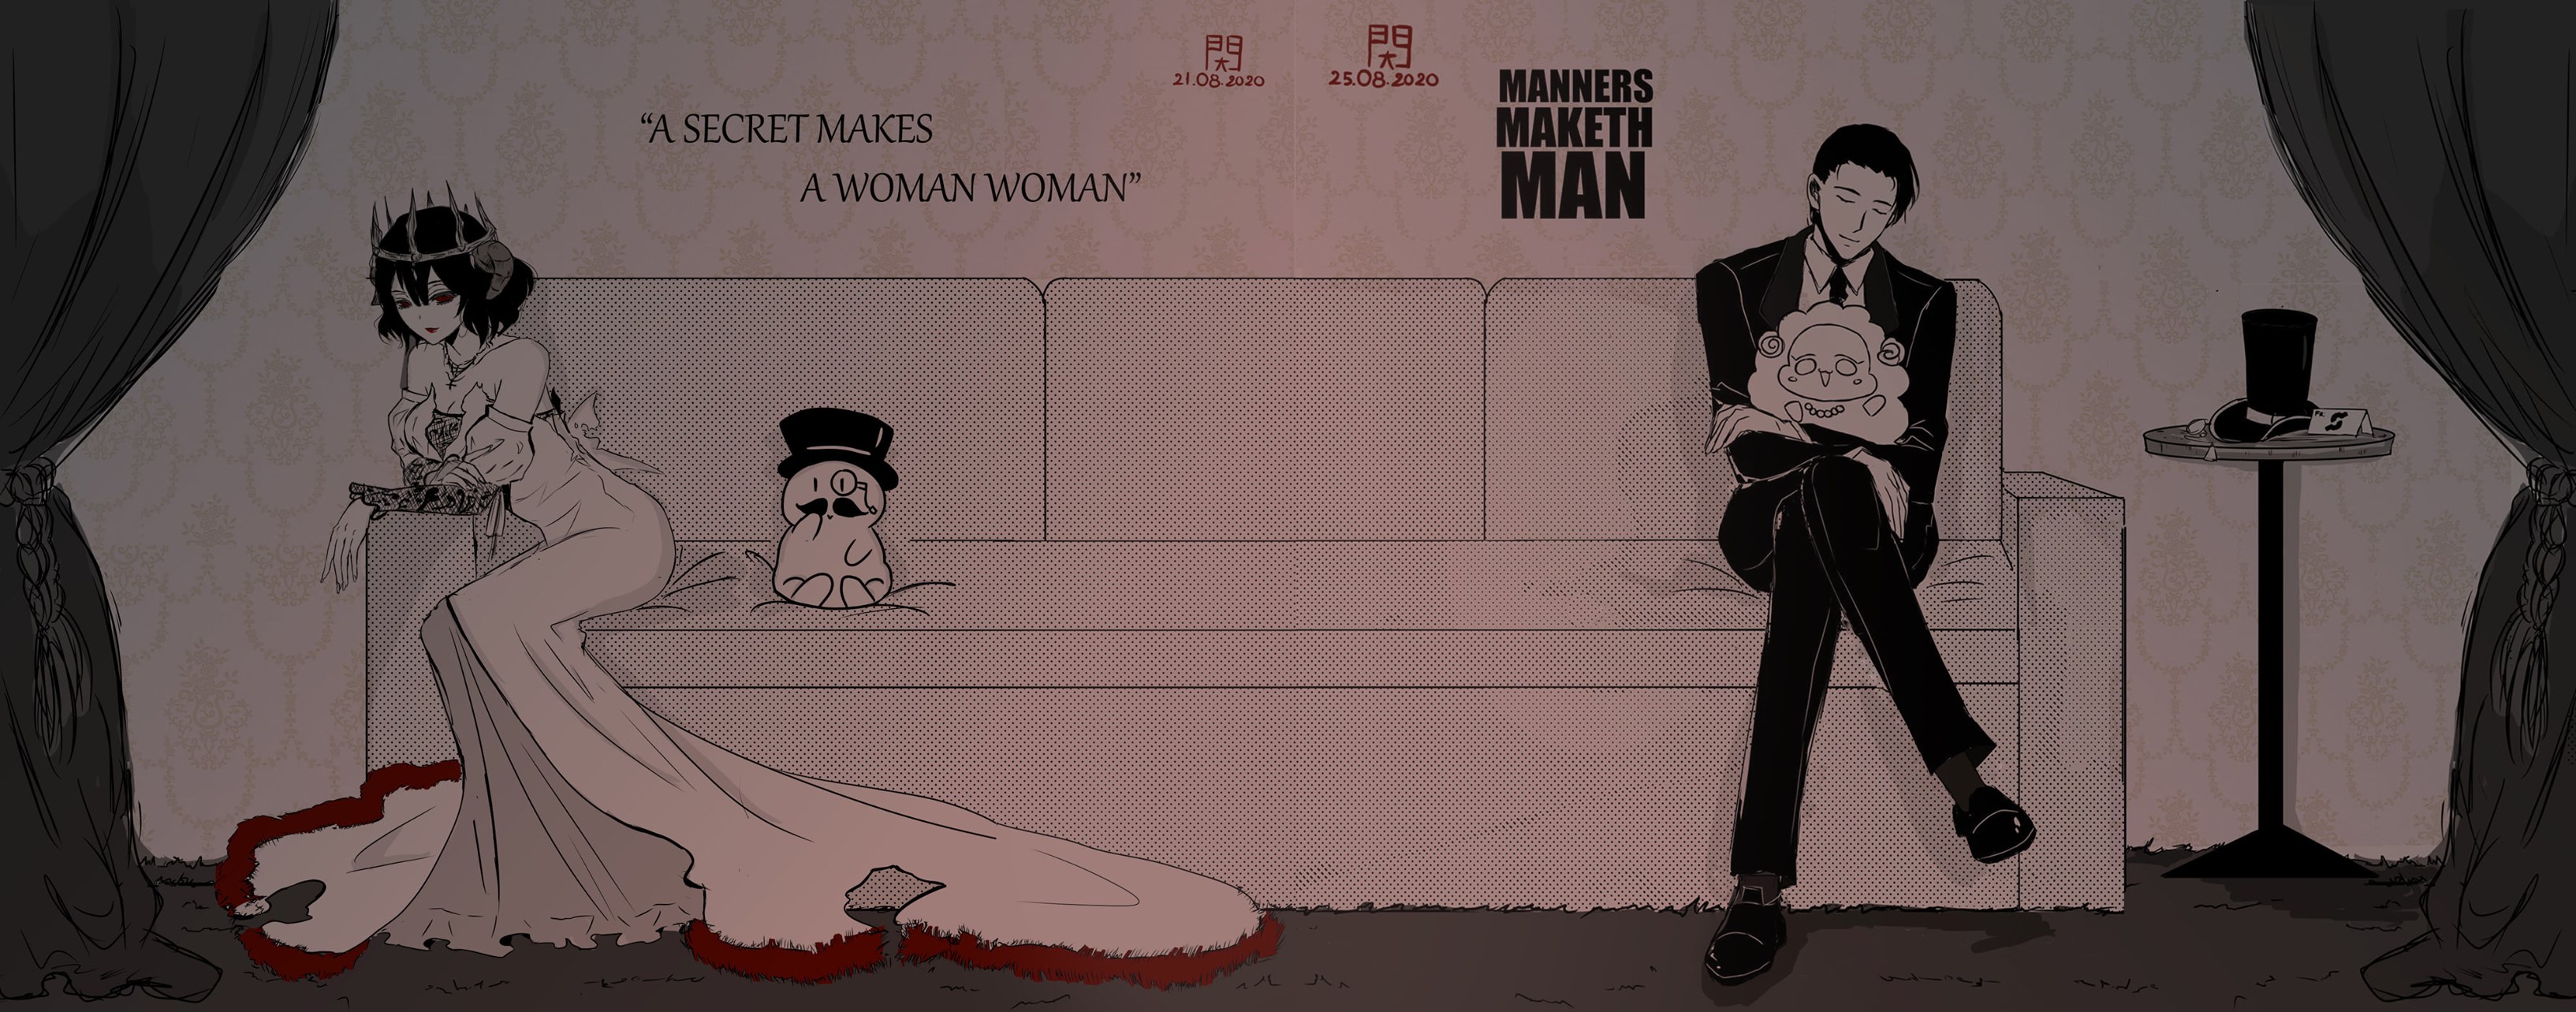 閃
21.08.2020
閃
25.08.2020
“A SECRET MAKES
A WOMAN WOMAN”
MANNERS
MAKETH
MAN